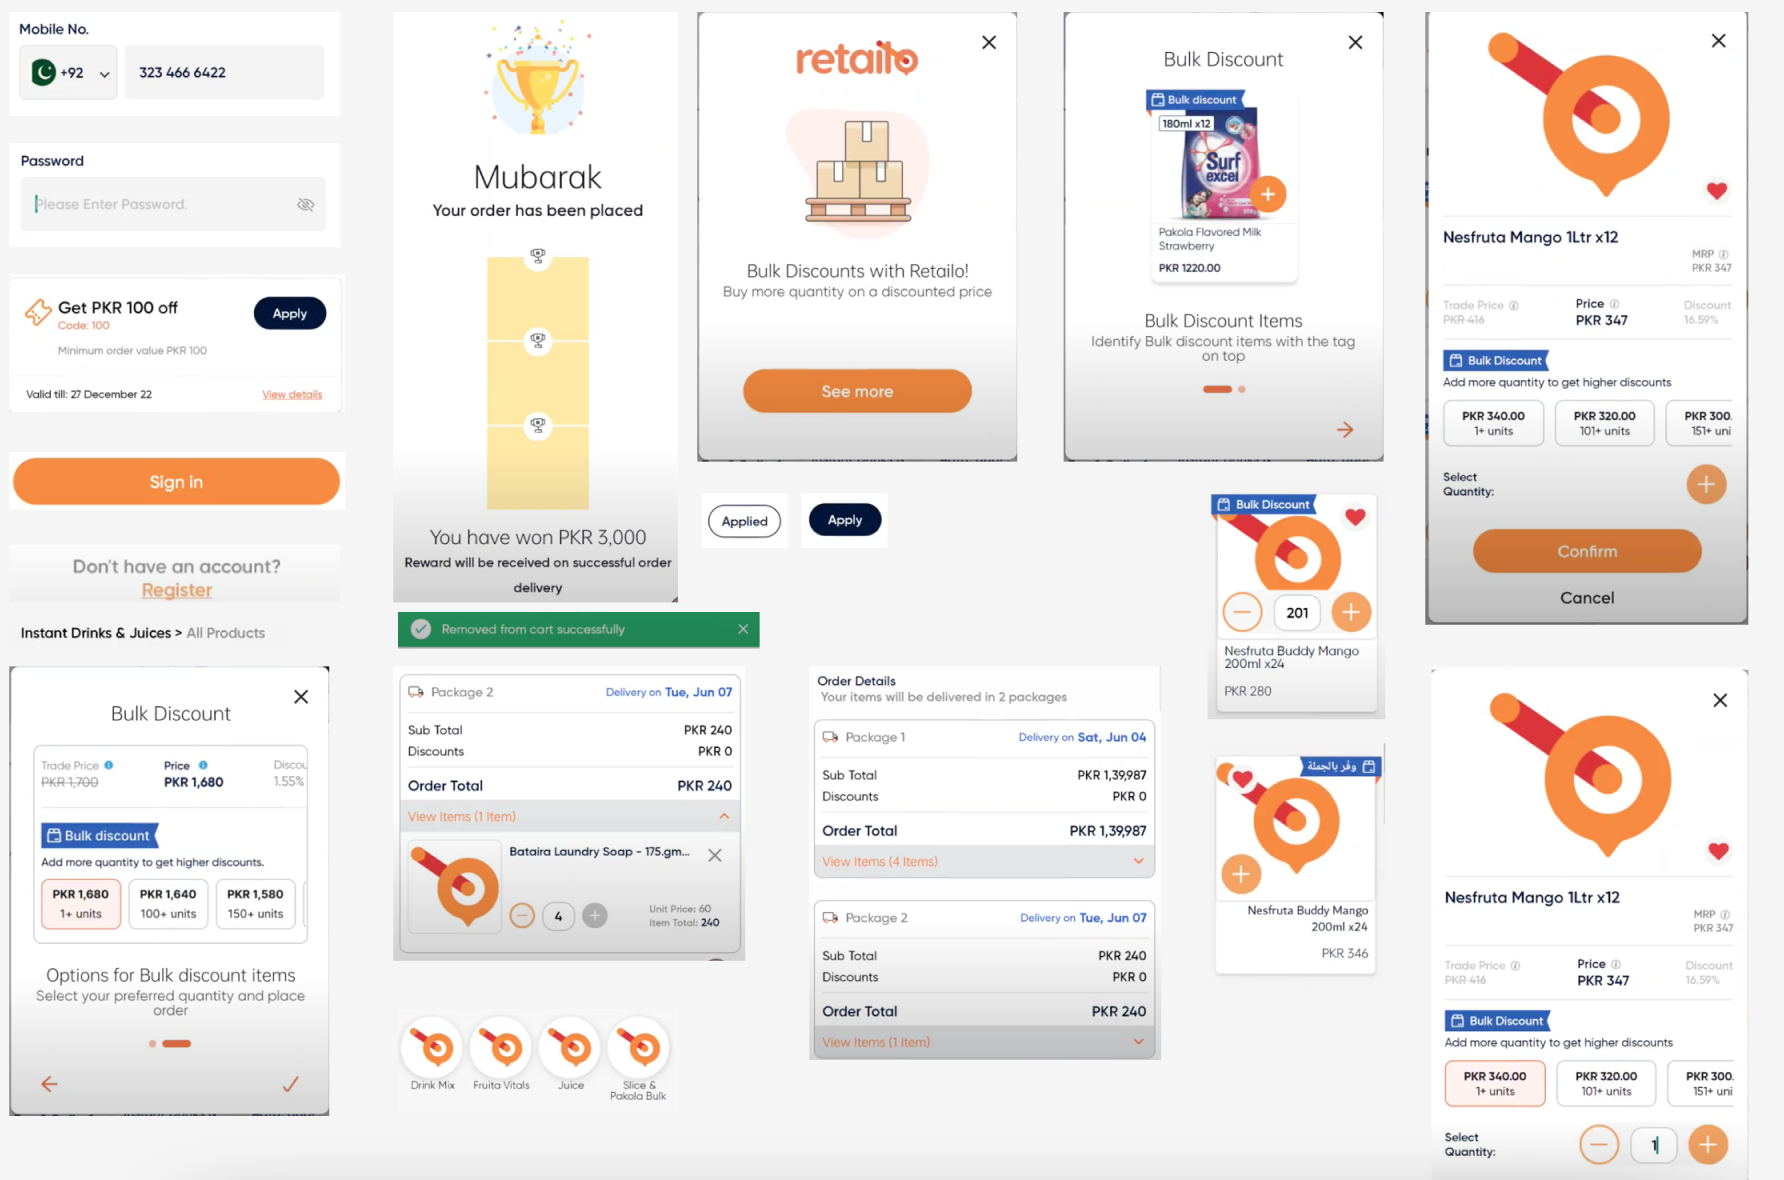 Mobile No.
+92
323 466 6422
Password
Please Enter Password.
Get PKR 100 off
Code: 100
Apply
Minimum order value PKR 100
Valid till: 27 December 22
View details
Sign in
Don't have an account?
Register
Instant Drinks & Juices > All Products
Bulk Discount
Trade Price
PKR 1,700
Price
PKR 1,680
Discou
1.55%
Bulk discount
Add more quantity to get higher discounts.
PKR 1,680
1+ units
PKR 1,640
100+ units
PKR 1,580
150+ units
Options for Bulk discount items
Select your preferred quantity and place
order
Mubarak
Your order has been placed
You have won PKR 3,000
Reward will be received on successful order
delivery
Removed from cart successfully
Package 2
Delivery on Tue, Jun 07
Sub Total
PKR 240
Discounts
PKR 0
Order Total
PKR 240
View Items (1 Item)
Bataira Laundry Soap - 175.gm...
4
Unit Price: 60
Item Total: 240
Drink Mix
Fruita Vitals
Juice
Slice &
Pakola Bulk
retailo
Bulk Discounts with Retailo!
Buy more quantity on a discounted price
See more
Applied
Apply
Order Details
Your items will be delivered in 2 packages
Package 1
Delivery on Sat, Jun 04
Sub Total
PKR 1,39,987
Discounts
PKR 0
Order Total
PKR 1,39,987
View Items (4 Items)
Package 2
Delivery on Tue, Jun 07
Sub Total
PKR 240
Discounts
PKR 0
Order Total
PKR 240
View Items (1 Item)
Bulk Discount
Bulk discount
180ml x12
Surf
excel
Pakola Flavored Milk
Strawberry
PKR 1220.00
Bulk Discount Items
Identify Bulk discount items with the tag
on top
Bulk Discount
201
Nesfruta Buddy Mango
200ml x24
PKR 280
وفّر بالجملة
Nesfruta Buddy Mango
200ml x24
PKR 346
Nesfruta Mango 1Ltr x12
MRP
PKR 347
Trade Price
PKR 416
Price
PKR 347
Discount
16.59%
Bulk Discount
Add more quantity to get higher discounts
PKR 340.00
1+ units
PKR 320.00
101+ units
PKR 300.
151+ uni
Select
Quantity:
Confirm
Cancel
Nesfruta Mango 1Ltr x12
MRP
PKR 347
Trade Price
PKR 416
Price
PKR 347
Discount
16.59%
Bulk Discount
Add more quantity to get higher discounts
PKR 340.00
1+ units
PKR 320.00
101+ units
PKR 300.
151+ uni
Select
Quantity:
1